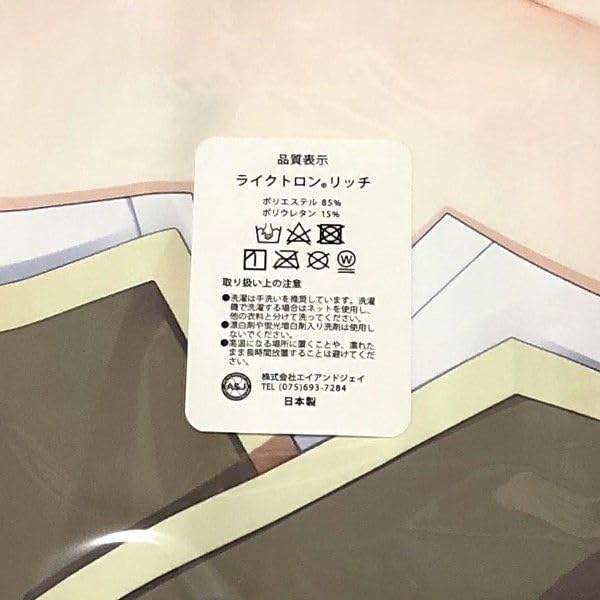 品質表示
ライクトロン®リッチ
ポリエステル 85%
ポリウレタン 15%
W
取り扱い上の注意
●洗濯は手洗いを推奨しています。洗濯
機で洗濯する場合はネットを使用し、
他の衣料と分けて洗ってください。
●漂白剤や蛍光増白剤入り洗剤は使用し
ないでください。
●高温になる場所に置くことや、濡れた
まま長時間放置することは避けてくだ
さい。
A&J
株式会社エイアンドジェイ
TEL (075)693-7284
日本製